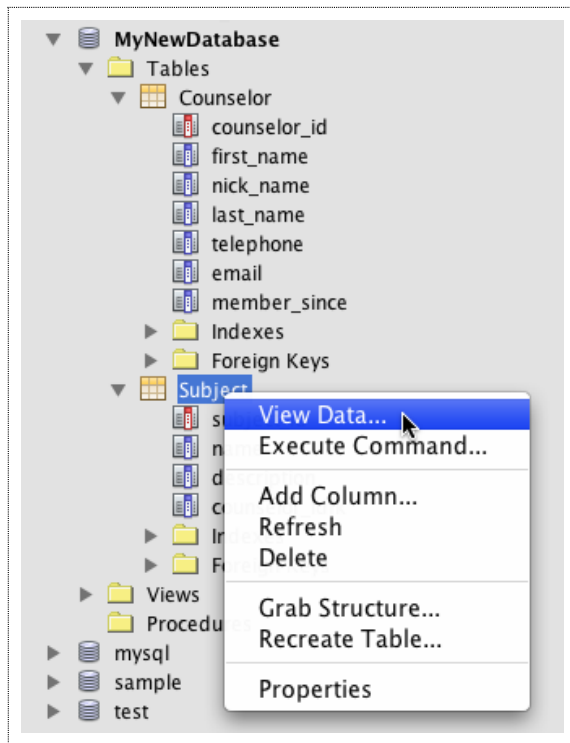 MyNewDatabase
Tables
Counselor
counselor_id
first_name
nick_name
last_name
telephone
email
member_since
Indexes
Foreign Keys
Subject
View Data...
Execute Command...
Add Column...
Refresh
Delete
Grab Structure...
Recreate Table...
Properties
Views
mysql
sample
test